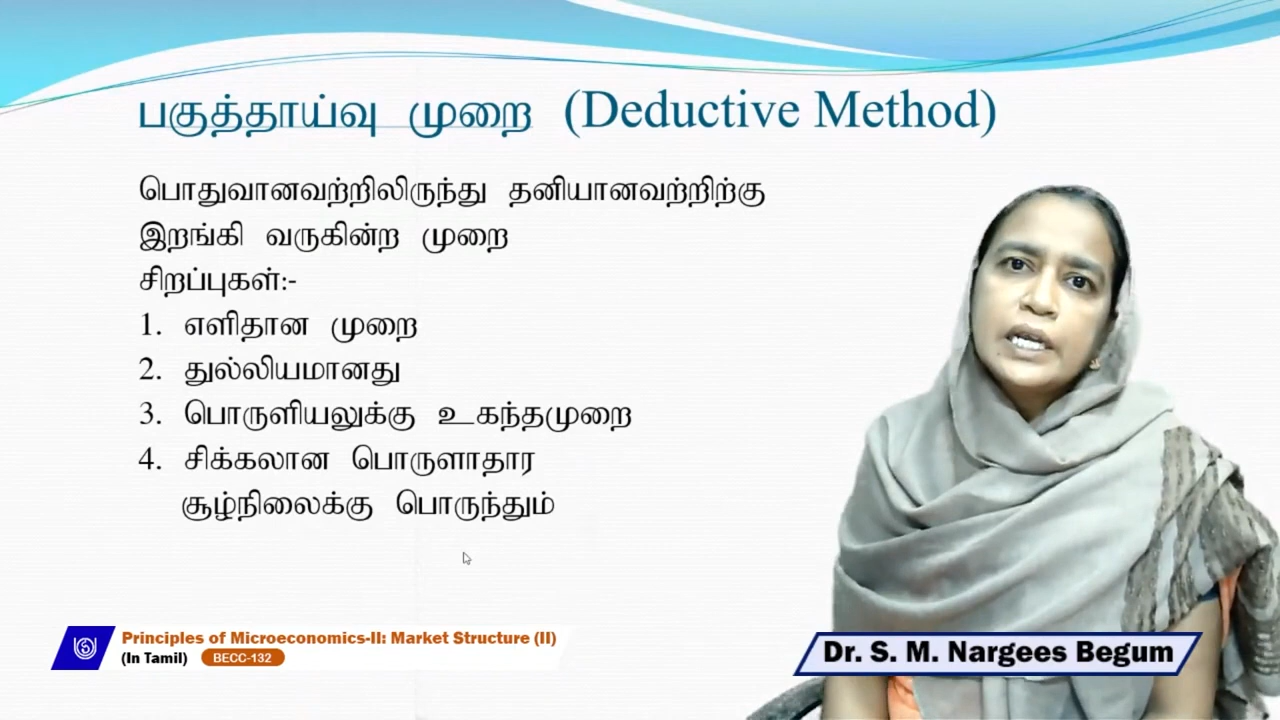 பகுத்தாய்வு முறை (Deductive Method)
பொதுவானவற்றிலிருந்து தனியானவற்றிற்கு
இறங்கி வருகின்ற முறை
சிறப்புகள்:-
1. எளிதான முறை
2. துல்லியமானது
3. பொருளியலுக்கு உகந்தமுறை
4. சிக்கலான பொருளாதார
சூழ்நிலைக்கு பொருந்தும்
Principles of Microeconomics-II: Market Structure (II)
(In Tamil) BECC-132
Dr. S. M. Nargees Begum